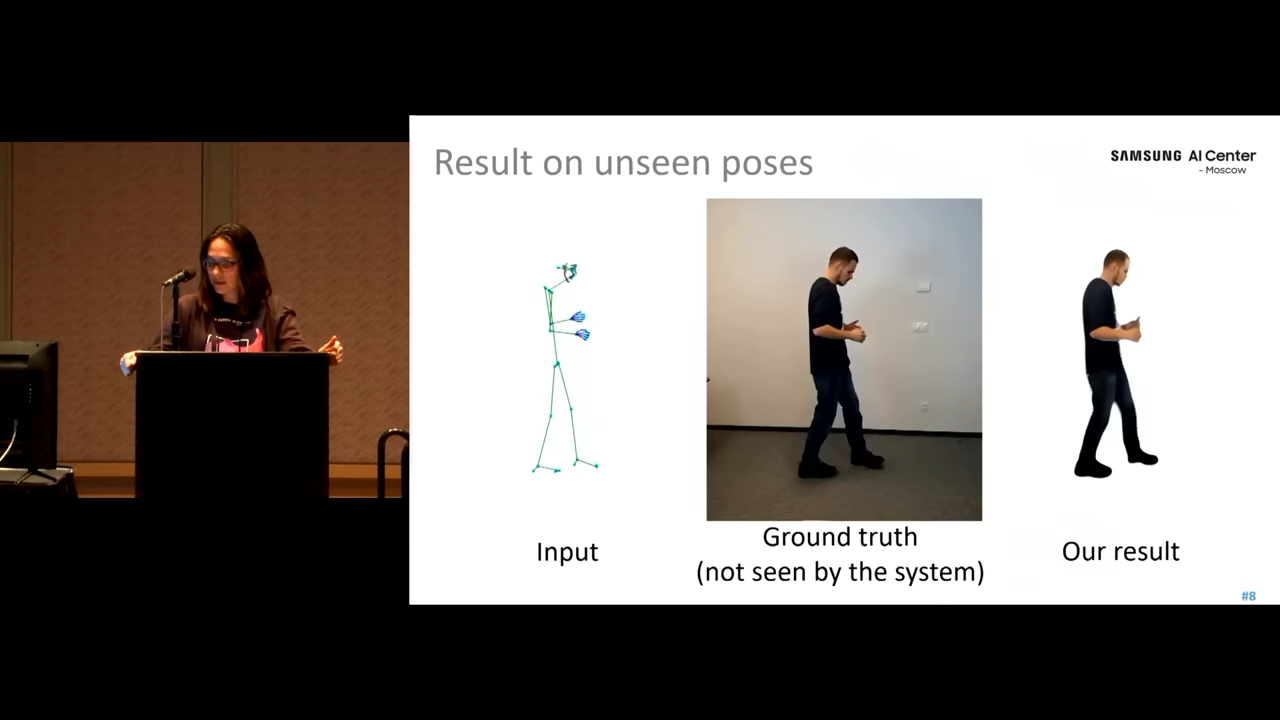 Result on unseen poses
SAMSUNG AI Center
- Moscow
Input
Ground truth
(not seen by the system)
Our result
#8